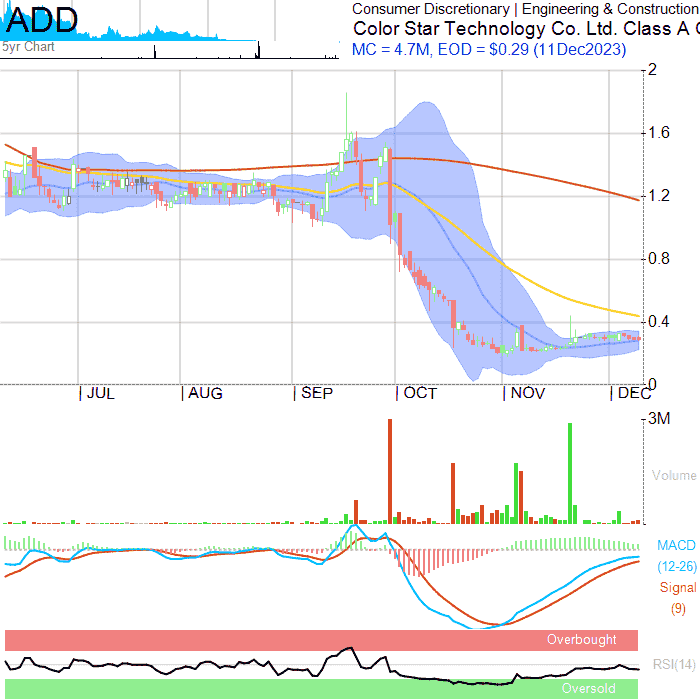 ADD
5yr Chart
Consumer Discretionary | Engineering & Construction
Color Star Technology Co. Ltd. Class A
MC = 4.7M, EOD = $0.29 (11Dec2023)
2
1.6
1.2
0.8
0.4
0
JUL AUG SEP OCT NOV DEC
3M
Volume
MACD
(12-26)
Signal
(9)
Overbought
RSI(14)
Oversold